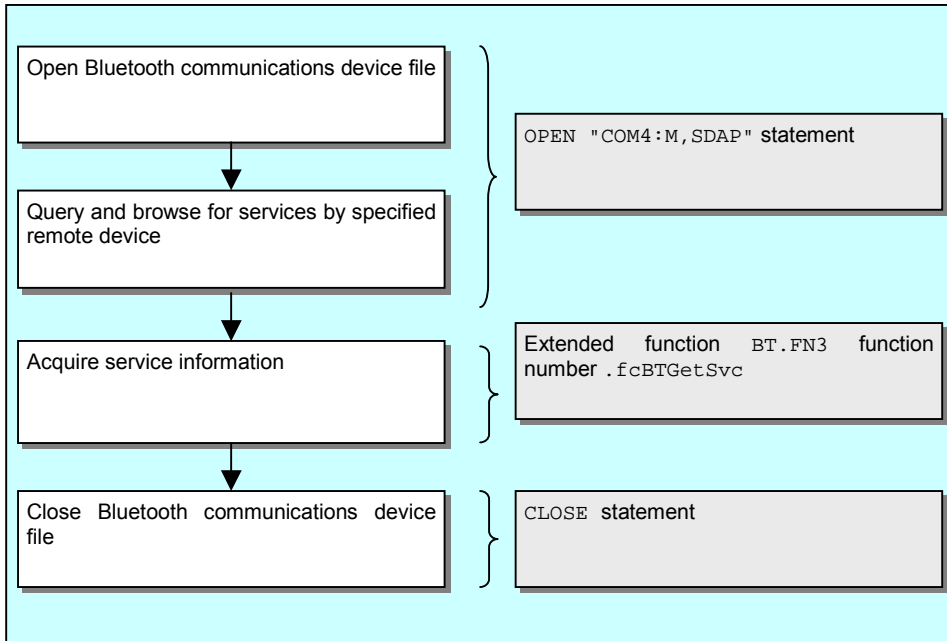 Open Bluetooth communications device file
OPEN "COM4:M,SDAP" statement
Query and browse for services by specified
remote device
Acquire service information
Extended function BT.FN3 function
number .fcBTGetSvc
Close Bluetooth communications device
file
CLOSE statement